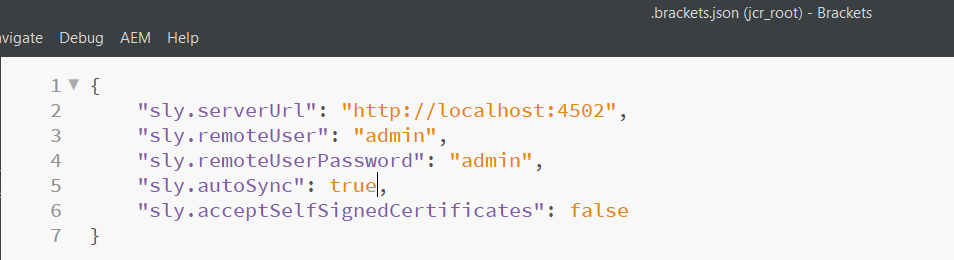 .brackets.json (jcr_root) - Brackets
Debug AEM Help
1 {
2 "sly.serverUrl": "http://localhost:4502",
3 "sly.remoteUser": "admin",
4 "sly.remoteUserPassword": "admin",
5 "sly.autoSync": true,
6 "sly.acceptSelfSignedCertificates": false
7 }